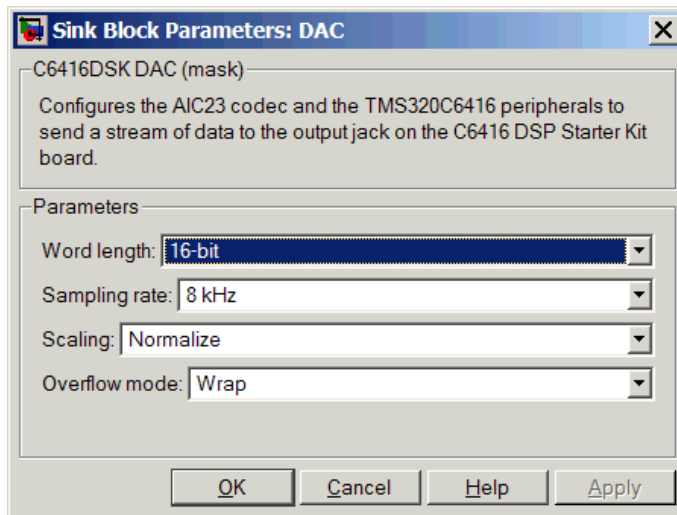 Sink Block Parameters: DAC
C6416DSK DAC (mask)
Configures the AIC23 codec and the TMS320C6416 peripherals to
send a stream of data to the output jack on the C6416 DSP Starter Kit
board.
Parameters
Word length: 16-bit
Sampling rate: 8 kHz
Scaling: Normalize
Overflow mode: Wrap
OK Cancel Help Apply